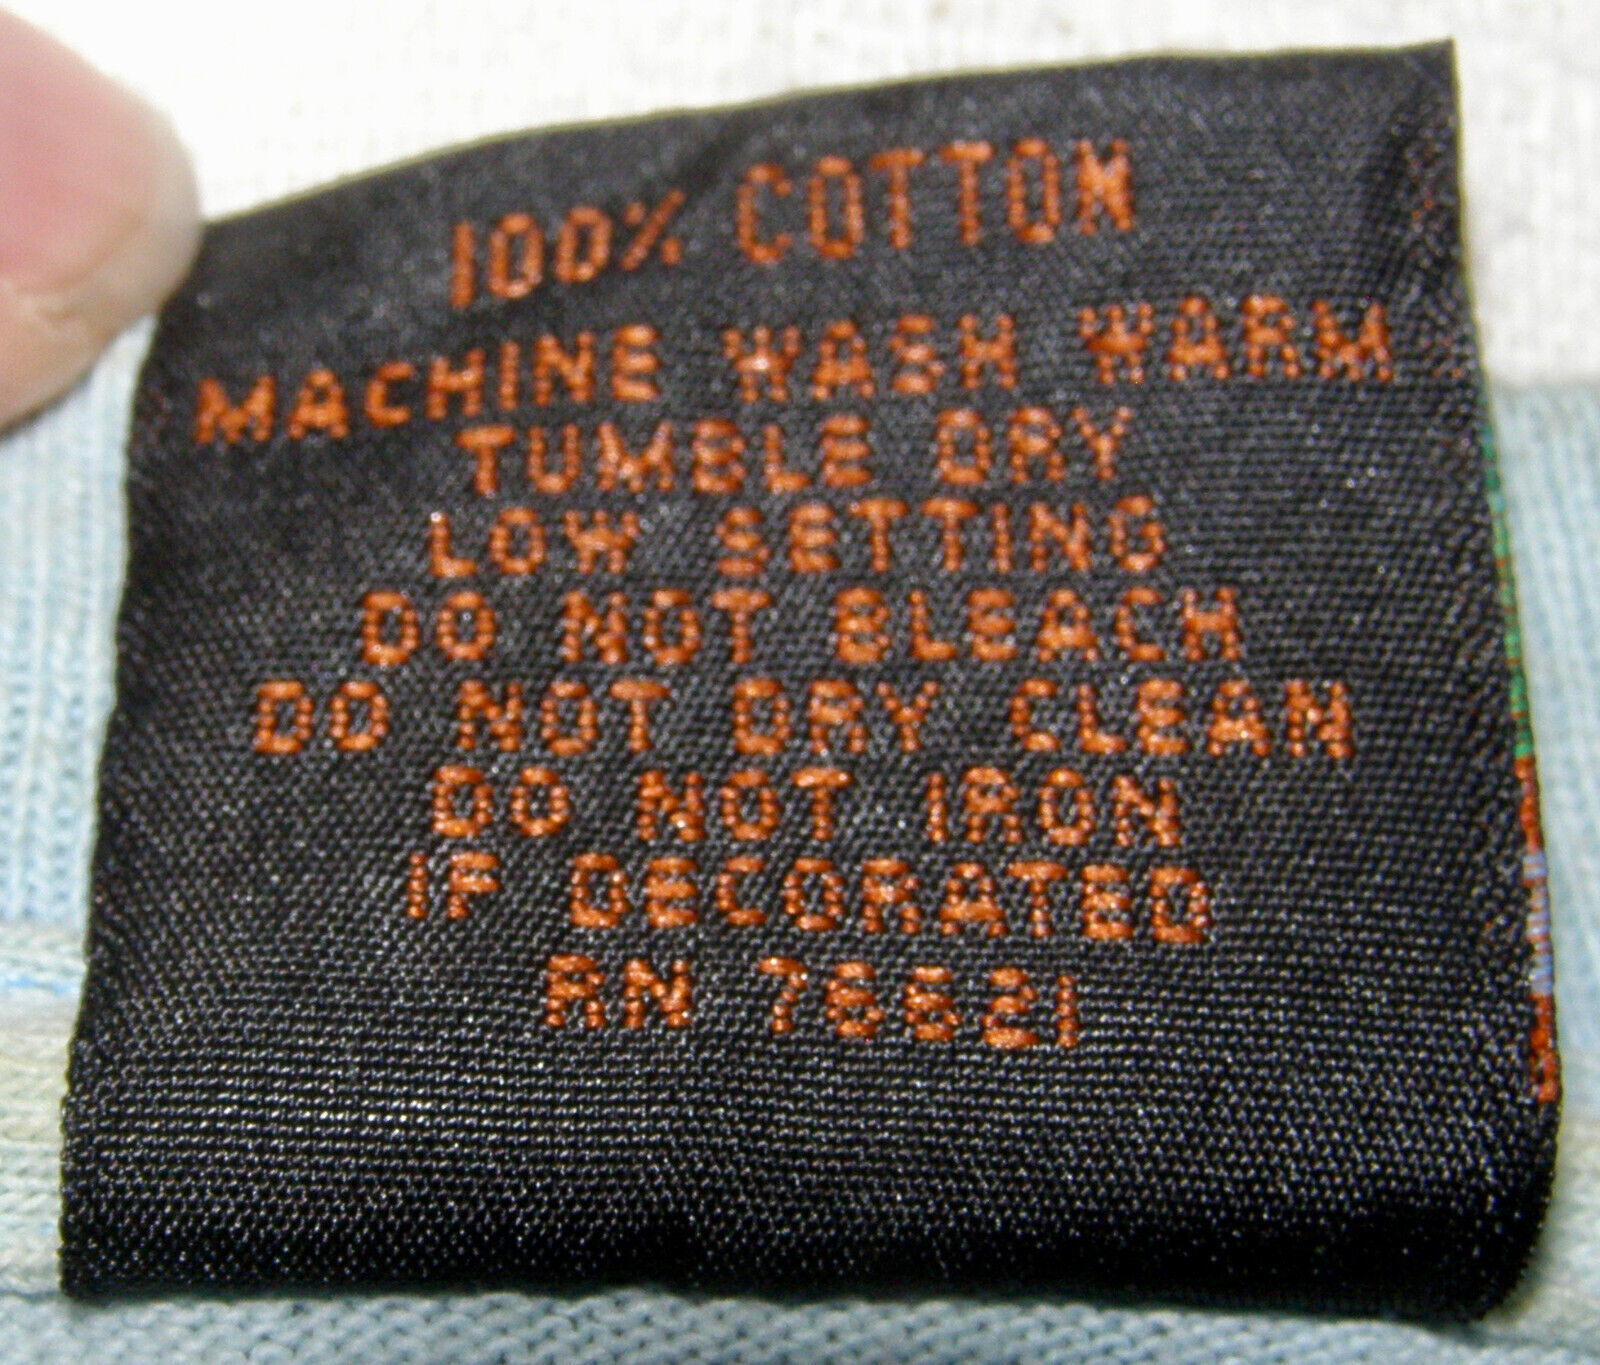 100% COTTON
MACHINE WASH WARM
TUMBLE DRY
LOW SETTING
DO NOT BLEACH
DO NOT DRY CLEAN
DO NOT IRON
IF DECORATED
RN 76621